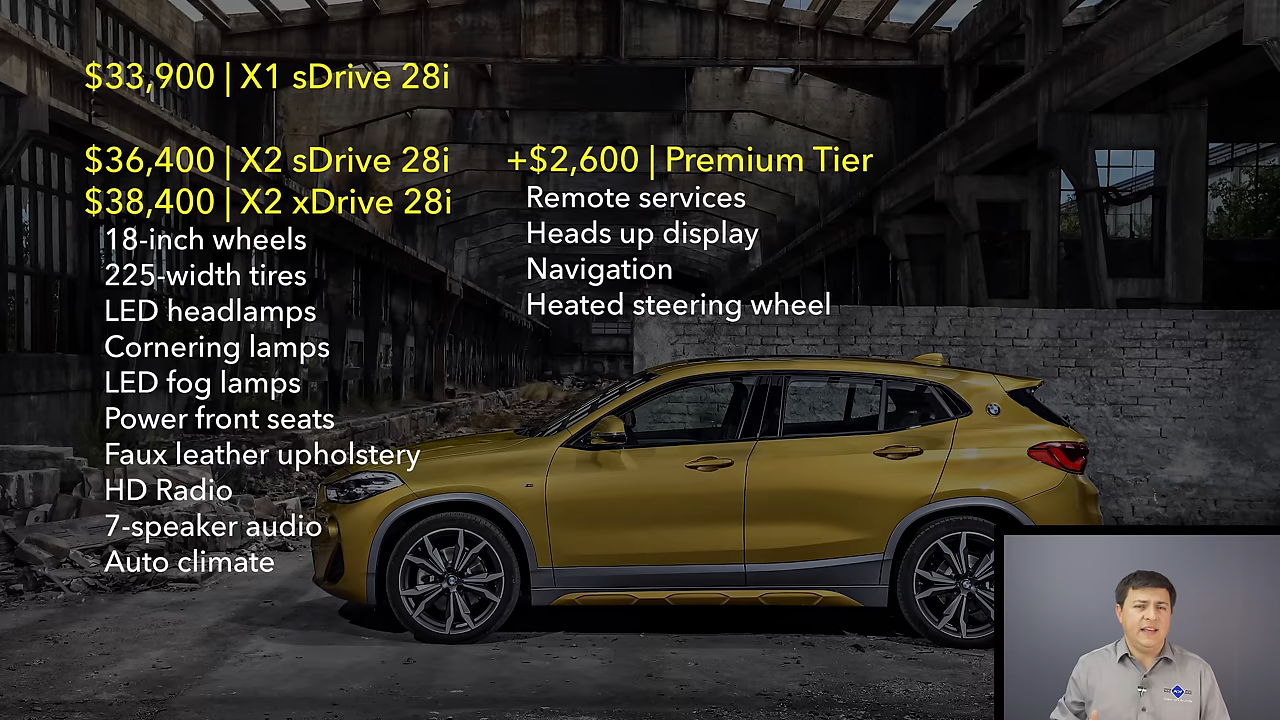 $33,900 | X1 sDrive 28i
$36,400 | X2 sDrive 28i
$38,400 | X2 xDrive 28i
18-inch wheels
225-width tires
LED headlamps
Cornering lamps
LED fog lamps
Power front seats
Faux leather upholstery
HD Radio
7-speaker audio
Auto climate
+$2,600 | Premium Tier
Remote services
Heads up display
Navigation
Heated steering wheel